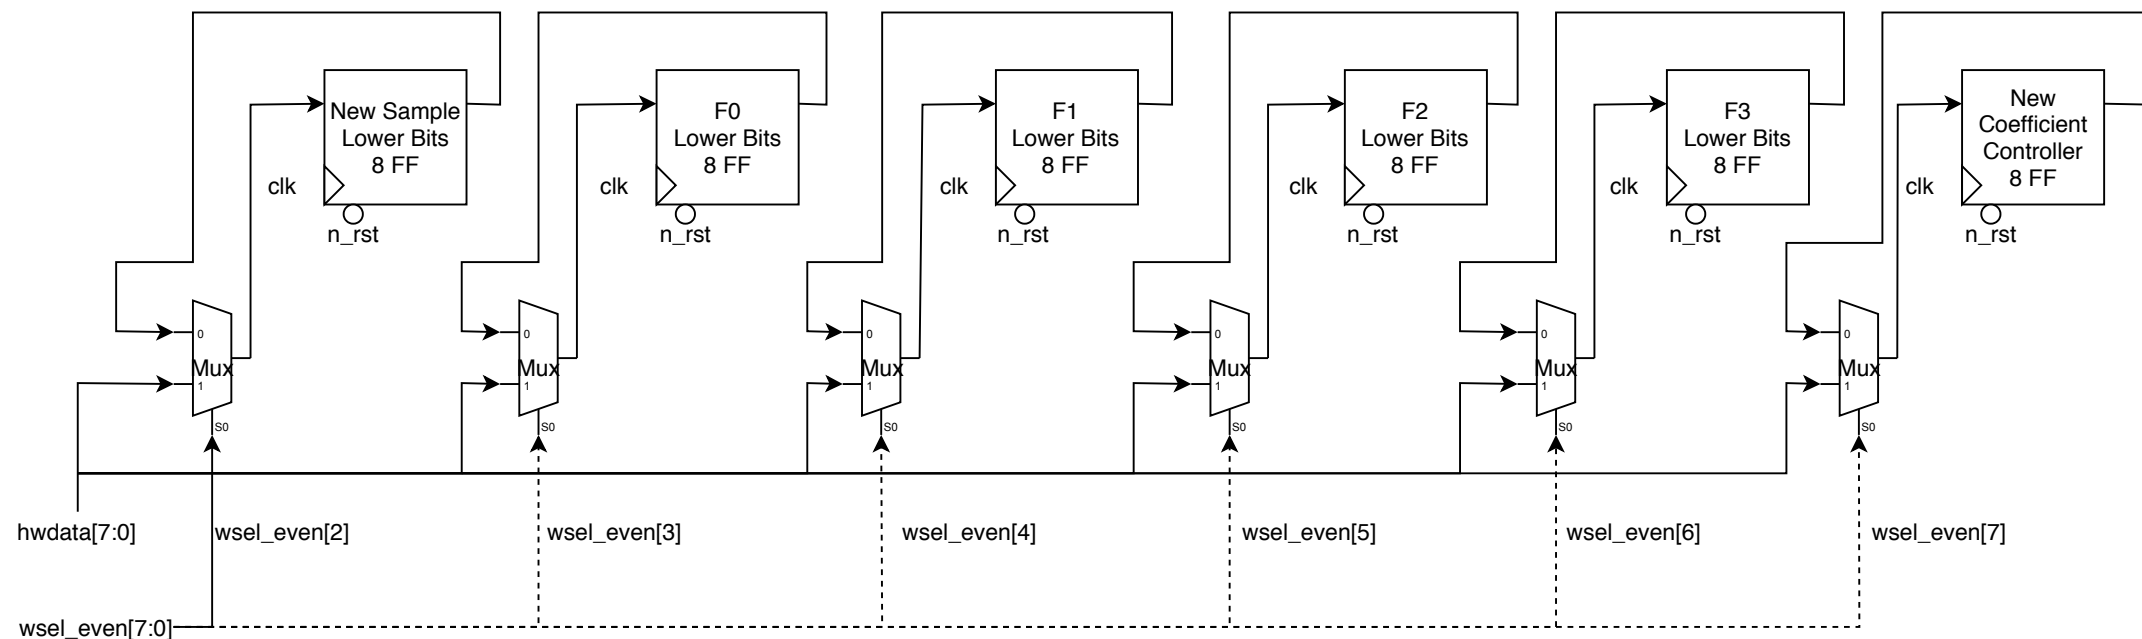 New Sample
Lower Bits
8 FF
clk
n_rst
F0
Lower Bits
8 FF
clk
n_rst
F1
Lower Bits
8 FF
clk
n_rst
F2
Lower Bits
8 FF
clk
n_rst
F3
Lower Bits
8 FF
clk
n_rst
New
Coefficient
Controller
8 FF
clk
n_rst
0
Mux
1
S0
0
Mux
1
S0
0
Mux
1
S0
0
Mux
1
S0
0
Mux
1
S0
0
Mux
1
S0
hwdata[7:0]
wsel_even[2]
wsel_even[3]
wsel_even[4]
wsel_even[5]
wsel_even[6]
wsel_even[7]
wsel_even[7:0]